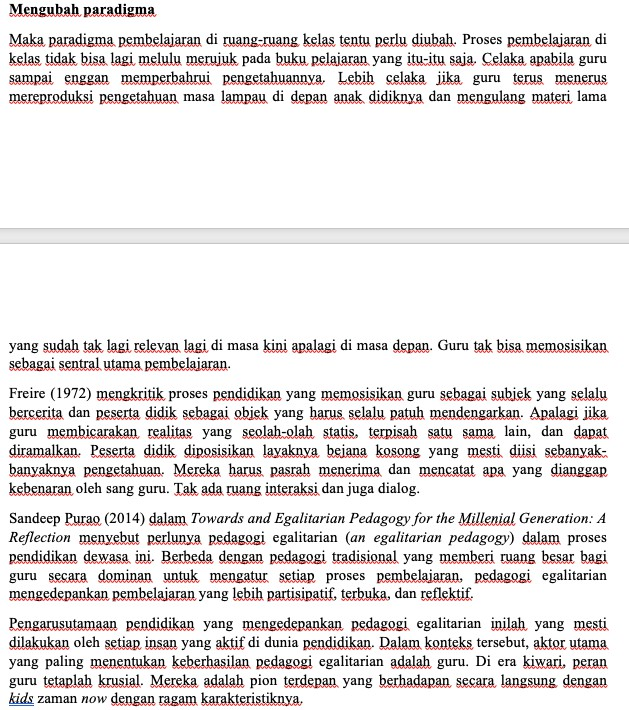 Mengubah paradigma
Maka paradigma pembelajaran di ruang-ruang kelas tentu perlu diubah. Proses pembelajaran di
kelas tidak bisa lagi melulu merujuk pada buku pelajaran yang itu-itu saja. Celaka apabila guru
sampai enggan memperbahrui pengetahuannya. Lebih celaka jika guru terus menerus
mereproduksi pengetahuan masa lampau di depan anak didiknya dan mengulang materi lama
yang sudah tak lagi relevan lagi di masa kini apalagi di masa depan. Guru tak bisa memosisikan
sebagai sentral utama pembelajaran.
Freire (1972) mengkritik proses pendidikan yang memosisikan guru sebagai subjek yang selalu
bercerita dan peserta didik sebagai objek yang harus selalu patuh mendengarkan. Apalagi jika
guru membicarakan realitas yang seolah-olah statis, terpisah satu sama lain, dan dapat
diramalkan. Peserta didik diposisikan layaknya bejana kosong yang mesti diisi sebanyak-
banyaknya pengetahuan. Mereka harus pasrah menerima dan mencatat apa yang dianggap
kebenaran oleh sang guru. Tak ada ruang interaksi dan juga dialog.
Sandeep Purao (2014) dalam Towards and Egalitarian Pedagogy for the Millenial Generation: A
Reflection menyebut perlunya pedagogi egalitarian (an egalitarian pedagogy) dalam proses
pendidikan dewasa ini. Berbeda dengan pedagogi tradisional yang memberi ruang besar bagi
guru secara dominan untuk mengatur setiap proses pembelajaran, pedagogi egalitarian
mengedepankan pembelajaran yang lebih partisipatif, terbuka, dan reflektif.
Pengarusutamaan pendidikan yang mengedepankan pedagogi egalitarian inilah yang mesti
dilakukan oleh setiap insan yang aktif di dunia pendidikan. Dalam konteks tersebut, aktor utama
yang paling menentukan keberhasilan pedagogi egalitarian adalah guru. Di era kiwari, peran
guru tetaplah krusial. Mereka adalah pion terdepan yang berhadapan secara langsung dengan
kids zaman now dengan ragam karakteristiknya.